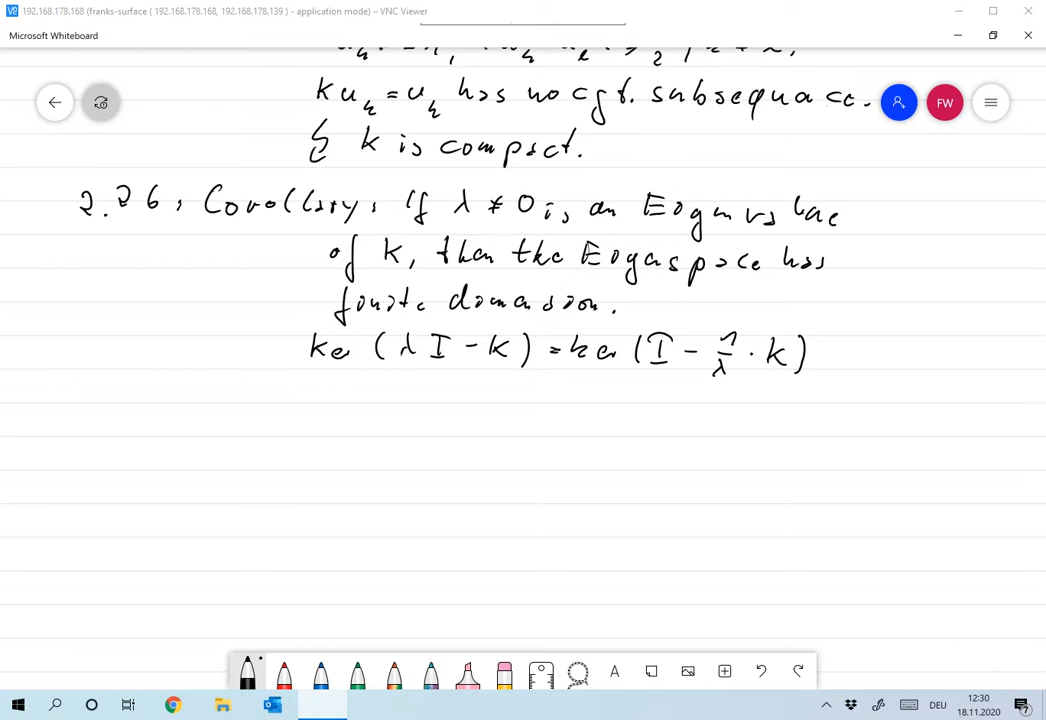 192.168.178.168 (franks-surface ( 192.168.178.168, 192.168.178.139 ) - application mode) – VNC Viewer
Microsoft Whiteboard
K u_k = u_k has no cgt. subsequence.
↯ K is compact.
FW
2.26. Corollary. If λ ≠ 0 is an Eigenvalue
of K, then the Eigenspace has
finite dimension.
ker (λ I - K) = ker (I - 1/λ · K)
A
DEU
12:30
18.11.2020
7